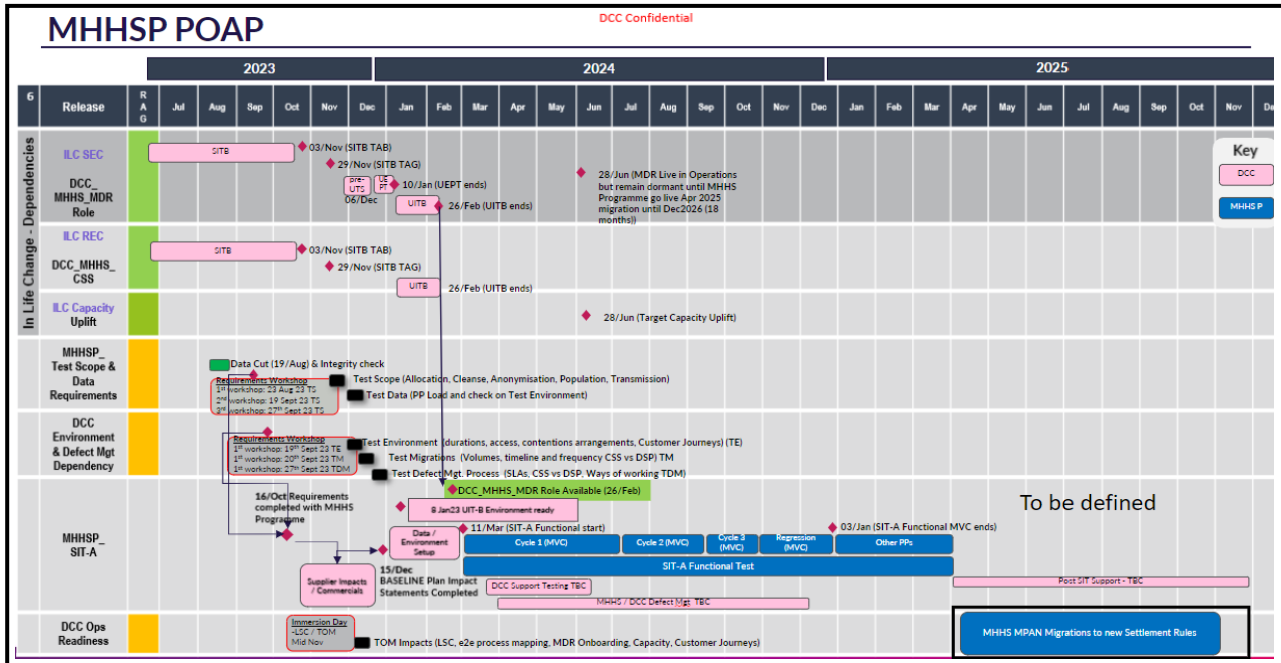 DCC Confidential
MHHSP POAP
2023
2024
2025
6
Release
R
A
G
Jul
Aug
Sep
Oct
Nov
Dec
Jan
Feb
Mar
Apr
May
Jun
Jul
Aug
Sep
Oct
Nov
Dec
Jan
Feb
Mar
Apr
May
Jun
Jul
Aug
Sep
Oct
Nov
In Life Change - Dependencies
ILC SEC
DCC_
MHHS_MDR
Role
SITB
03/Nov (SITB TAB)
29/Nov (SITB TAG)
pre-
UTS
06/Dec
UE
PT
10/Jan (UEPT ends)
UITB
26/Feb (UITB ends)
28/Jun (MDR Live in Operations
but remain dormant until MHHS
Programme go live Apr 2025
migration until Dec2026 (18
months))
Key
DCC
MHHSP
ILC REC
DCC_MHHS_
CSS
SITB
03/Nov (SITB TAB)
29/Nov (SITB TAG)
UITB
26/Feb (UITB ends)
ILC Capacity
Uplift
28/Jun (Target Capacity Uplift)
MHHSP_
Test Scope &
Data
Requirements
Data Cut (19/Aug) & Integrity check
Requirements Workshop
1st workshop: 23 Aug 23 TS
2nd workshop: 19 Sept 23 TS
3rd workshop: 27th Sept 23 TS
Test Scope (Allocation, Cleanse, Anonymisation, Population, Transmission)
Test Data (PP Load and check on Test Environment)
DCC
Environment
& Defect Mgt
Dependency
Requirements Workshop
1st workshop: 19th Sept 23 TE
1st workshop: 20th Sept 23 TM
1st workshop: 27th Sept 23 TDM
Test Environment (durations, access, contentions arrangements, Customer Journeys) (TE)
Test Migrations (Volumes, timeline and frequency CSS vs DSP) TM
Test Defect Mgt. Process (SLAs, CSS vs DSP, Ways of working TDM)
MHHSP_
SIT-A
16/Oct Requirements
completed with MHHS
Programme
DCC_MHHS_MDR Role Available (26/Feb)
8 Jan23 UIT-B Environment ready
To be defined
Data /
Environment
Setup
11/Mar (SIT-A Functional start)
03/Jan (SIT-A Functional MVC ends)
Cycle 1 (MVC)
Cycle 2 (MVC)
Cycle 3
(MVC)
Regression
(MVC)
Other PPs
SIT-A Functional Test
Supplier Impacts
/ Commercials
15/Dec
BASELINE Plan Impact
Statements Completed
DCC Support Testing TBC
MHHS / DCC Defect Mgt TBC
Post SIT Support - TBC
DCC Ops
Readiness
Immersion Day
-LSC / TOM
Mid Nov
TOM Impacts (LSC, e2e process mapping, MDR Onboarding, Capacity, Customer Journeys)
MHHS MPAN Migrations to new Settlement Rules